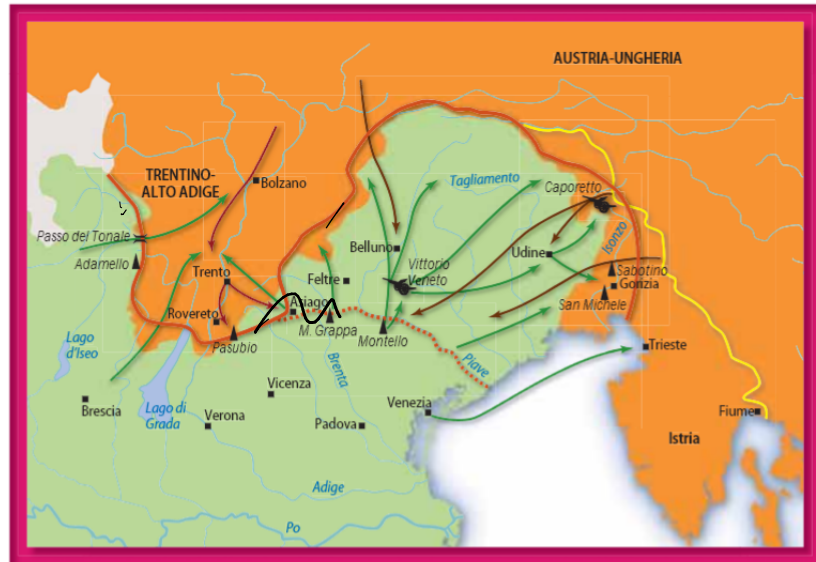 AUSTRIA-UNGHERIA
TRENTINO-
ALTO ADIGE
Bolzano
Tagliamento
Caporetto
Passo del Tonale
Adamello
Belluno
Vittorio
Veneto
Udine
Isonzo
Sabotino
Gorizia
San Michele
Trento
Feltre
Asiago
Rovereto
M. Grappa
Montello
Pasubio
Piave
Trieste
Lago
d'Iseo
Brenta
Vicenza
Brescia
Lago di
Grada
Verona
Padova
Venezia
Fiume
Istria
Adige
Po